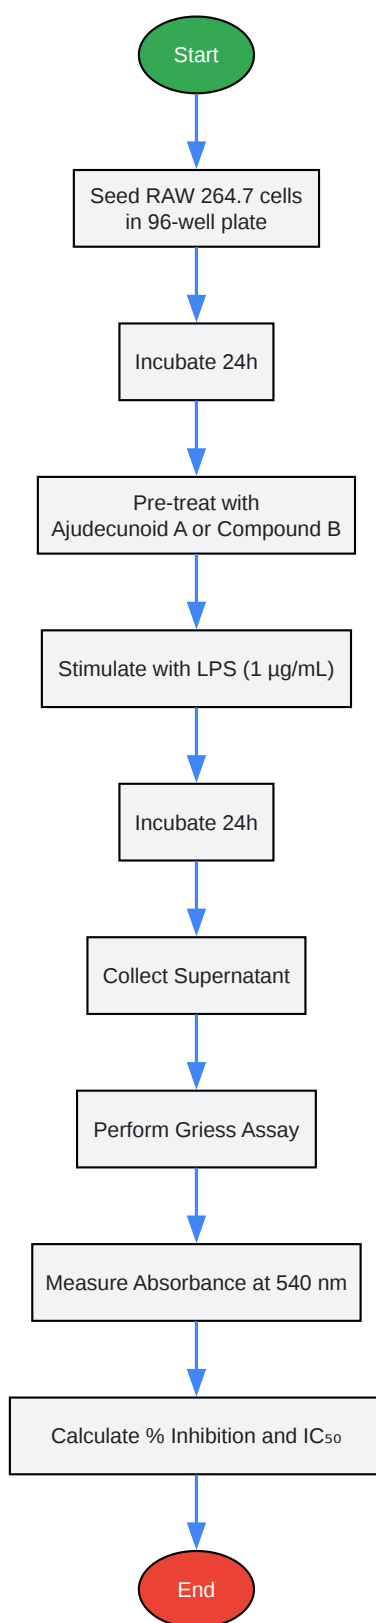 Start
Seed RAW 264.7 cells
in 96-well plate
Incubate 24h
Pre-treat with
Ajudecunoid A or Compound B
Stimulate with LPS (1 µg/mL)
Incubate 24h
Collect Supernatant
Perform Griess Assay
Measure Absorbance at 540 nm
Calculate % Inhibition and IC₅₀
End